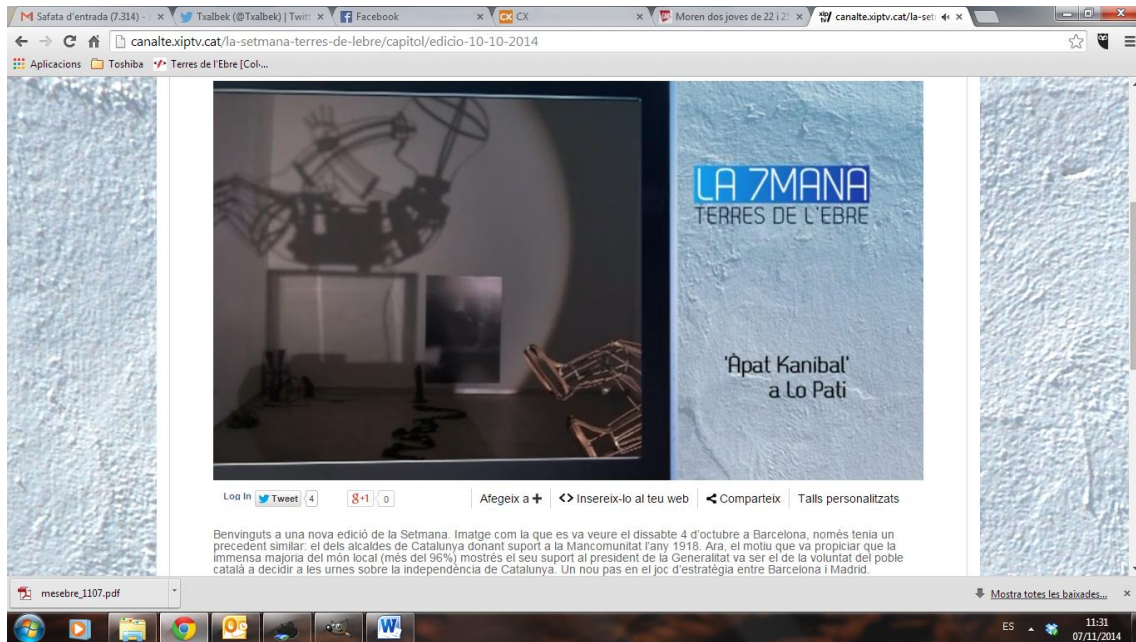 Safata d'entrada (7.314) -
TxaIbek (@TxaIbek) | Twitt
Facebook
CX
Moren dos joves de 22 i 2
canalte.xiptv.cat/la-set
canalte.xiptv.cat/la-setmana-terres-de-lebre/capitol/edicio-10-10-2014
Aplicacions
Toshiba
Terres de l'Ebre [Col·...
LA 7MANA
TERRES DE L'EBRE
'Àpat Kaníbal'
a Lo Pati
Log In
Tweet 4
g+1 0
Afegeix a +
<> Insereix-lo al teu web
Comparteix
Talls personalitzats
Benvinguts a una nova edició de la Setmana. Imatge com la que es va veure el dissabte 4 d'octubre a Barcelona, només tenia un
precedent similar: el dels alcaldes de Catalunya donant suport a la Mancomunitat l'any 1918. Ara, el motiu que va propiciar que la
immensa majoria del món local (més del 96%) mostrés el seu suport al president de la Generalitat va ser el de la voluntat del poble
català a decidir a les urnes sobre la independència de Catalunya. Un nou pas en el joc d'estratègia entre Barcelona i Madrid.
mesebre_1107.pdf
Mostra totes les baixades...
ES
11:31
07/11/2014